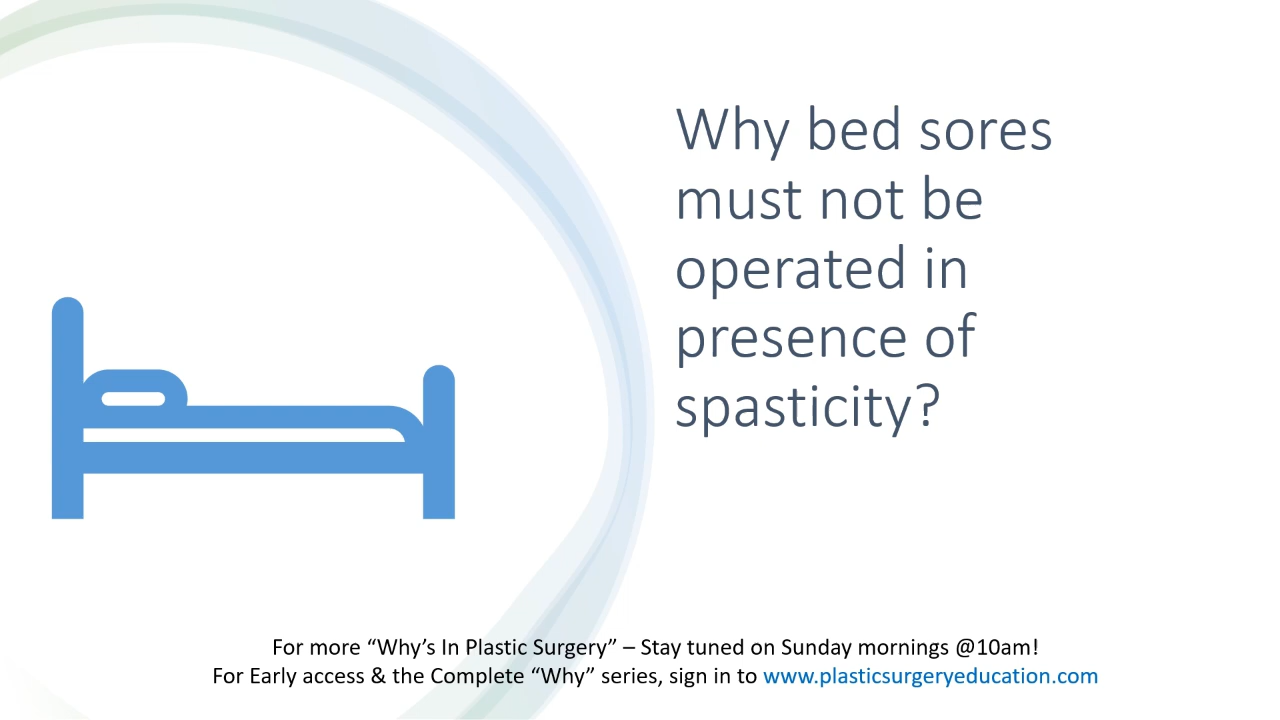 Why bed sores
must not be
operated in
presence of
spasticity?
For more “Why’s In Plastic Surgery” – Stay tuned on Sunday mornings @10am!
For Early access & the Complete “Why” series, sign in to www.plasticsurgeryeducation.com